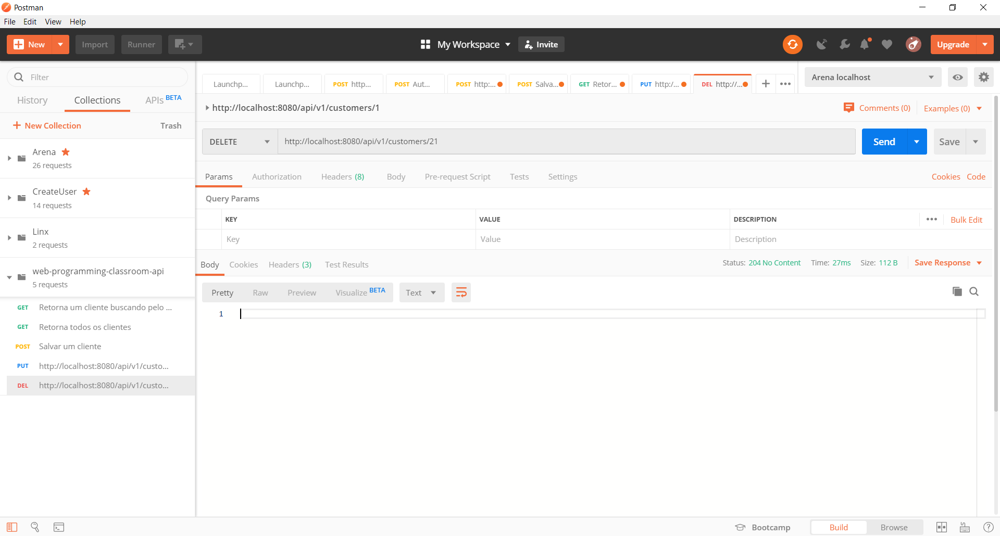 Postman
File Edit View Help
New Import Runner My Workspace Invite Upgrade
Filter
History Collections APIs BETA
New Collection Trash
Arena
26 requests
CreateUser
14 requests
Linx
2 requests
web-programming-classroom-api
5 requests
GET Retorna um cliente buscando pelo ...
GET Retorna todos os clientes
POST Salvar um cliente
PUT http://localhost:8080/api/v1/custo...
DEL http://localhost:8080/api/v1/custo...
Launchp... Launchp... POST http... POST Aut... POST http:... POST Salva... GET Retor... PUT http:/... DEL http://... Arena localhost
http://localhost:8080/api/v1/customers/1 Comments (0) Examples (0)
DELETE http://localhost:8080/api/v1/customers/21 Send Save
Params Authorization Headers (8) Body Pre-request Script Tests Settings Cookies Code
Query Params
KEY VALUE DESCRIPTION Bulk Edit
Key Value Description
Body Cookies Headers (3) Test Results Status: 204 No Content Time: 27ms Size: 112 B Save Response
Pretty Raw Preview Visualize BETA Text
1
Bootcamp Build Browse